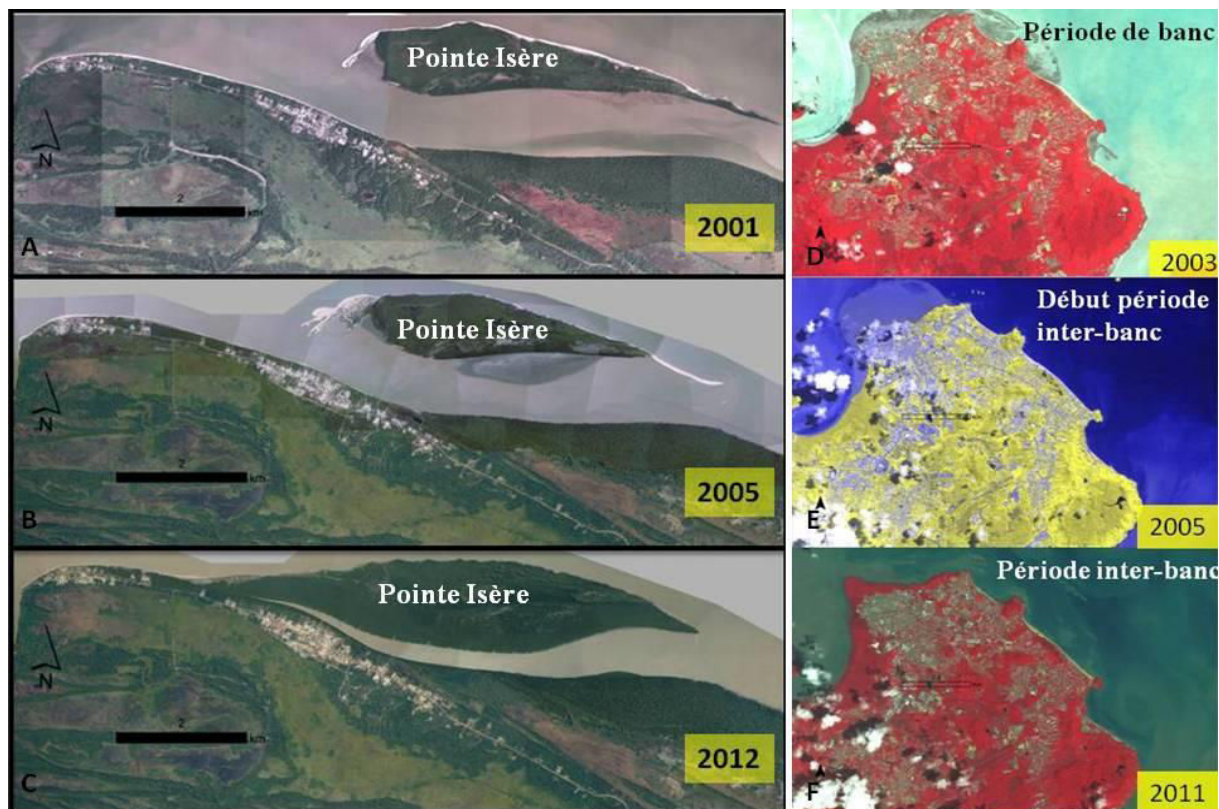 Pointe Isère
N
2
km
A
2001
Pointe Isère
N
2
km
B
2005
Pointe Isère
N
2
km
C
2012
Période de banc
D
2003
Début période
inter-banc
E
2005
Période inter-banc
F
2011